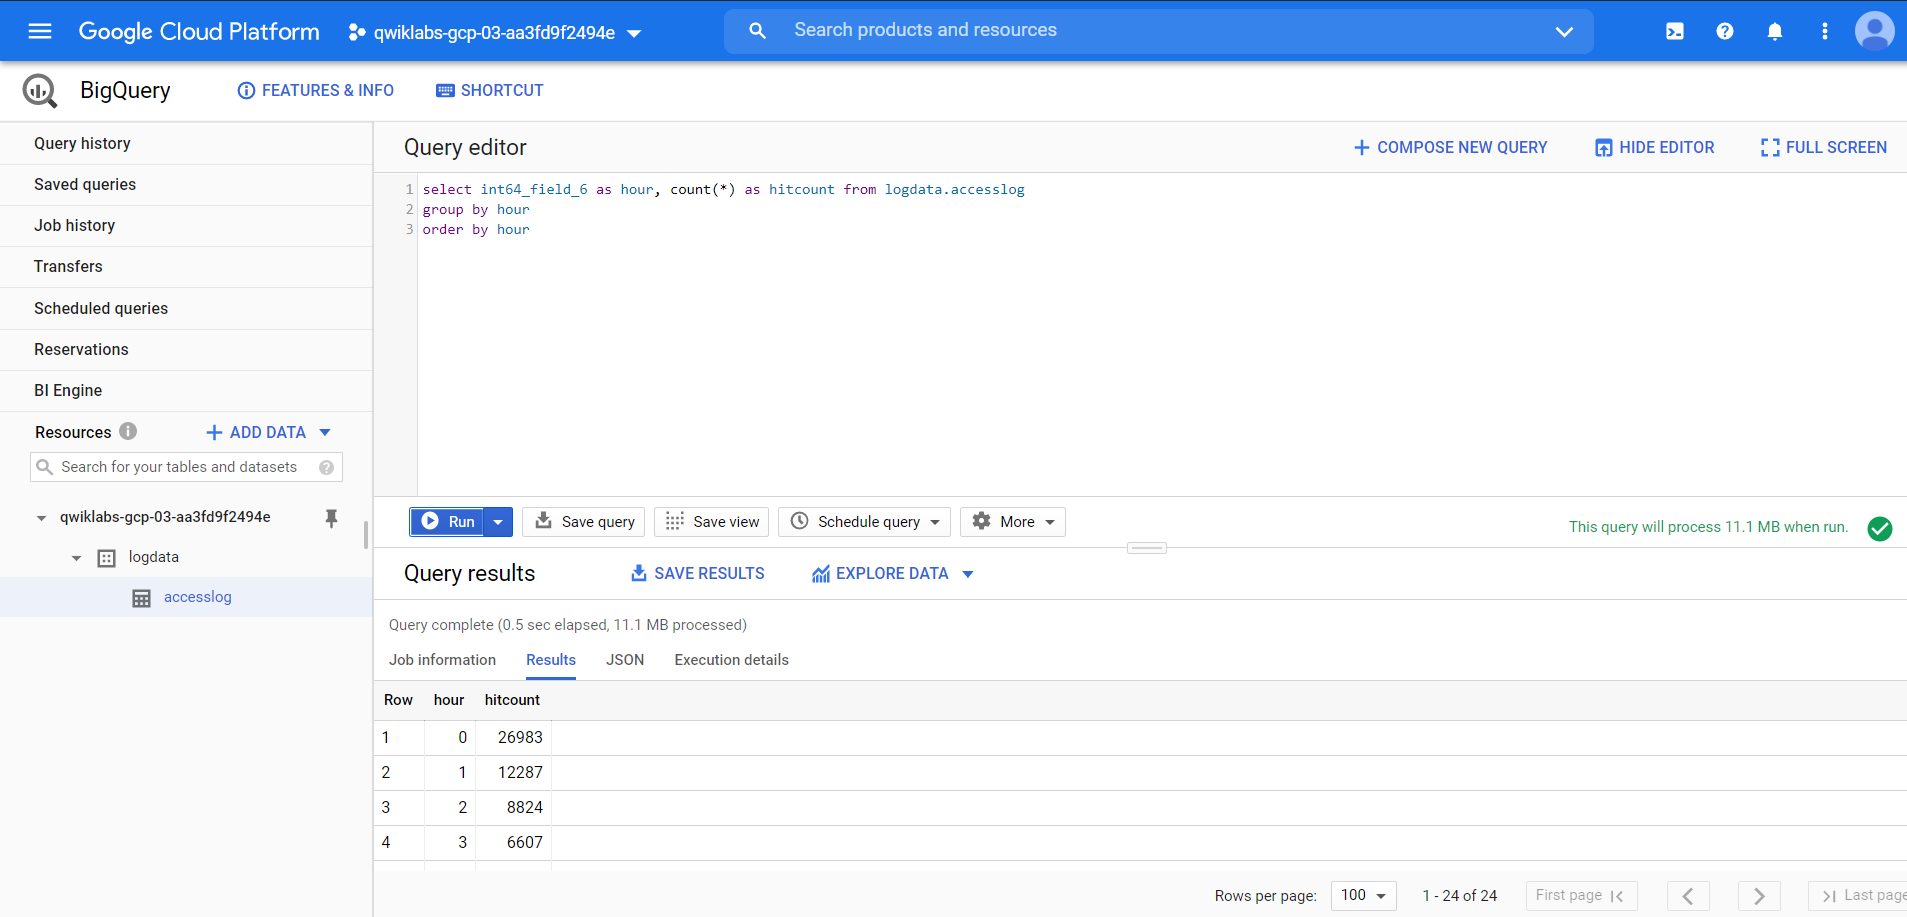 Google Cloud Platform qwiklabs-gcp-03-aa3fd9f2494e Search products and resources
BigQuery FEATURES & INFO SHORTCUT
Query history
Saved queries
Job history
Transfers
Scheduled queries
Reservations
BI Engine
Resources ADD DATA
Search for your tables and datasets
qwiklabs-gcp-03-aa3fd9f2494e
logdata
accesslog
Query editor COMPOSE NEW QUERY HIDE EDITOR FULL SCREEN
1 select int64_field_6 as hour, count(*) as hitcount from logdata.accesslog
2 group by hour
3 order by hour
Run Save query Save view Schedule query More This query will process 11.1 MB when run.
Query results SAVE RESULTS EXPLORE DATA
Query complete (0.5 sec elapsed, 11.1 MB processed)
Job information Results JSON Execution details
Row hour hitcount
1 0 26983
2 1 12287
3 2 8824
4 3 6607
Rows per page: 100 1 - 24 of 24 First page Last page